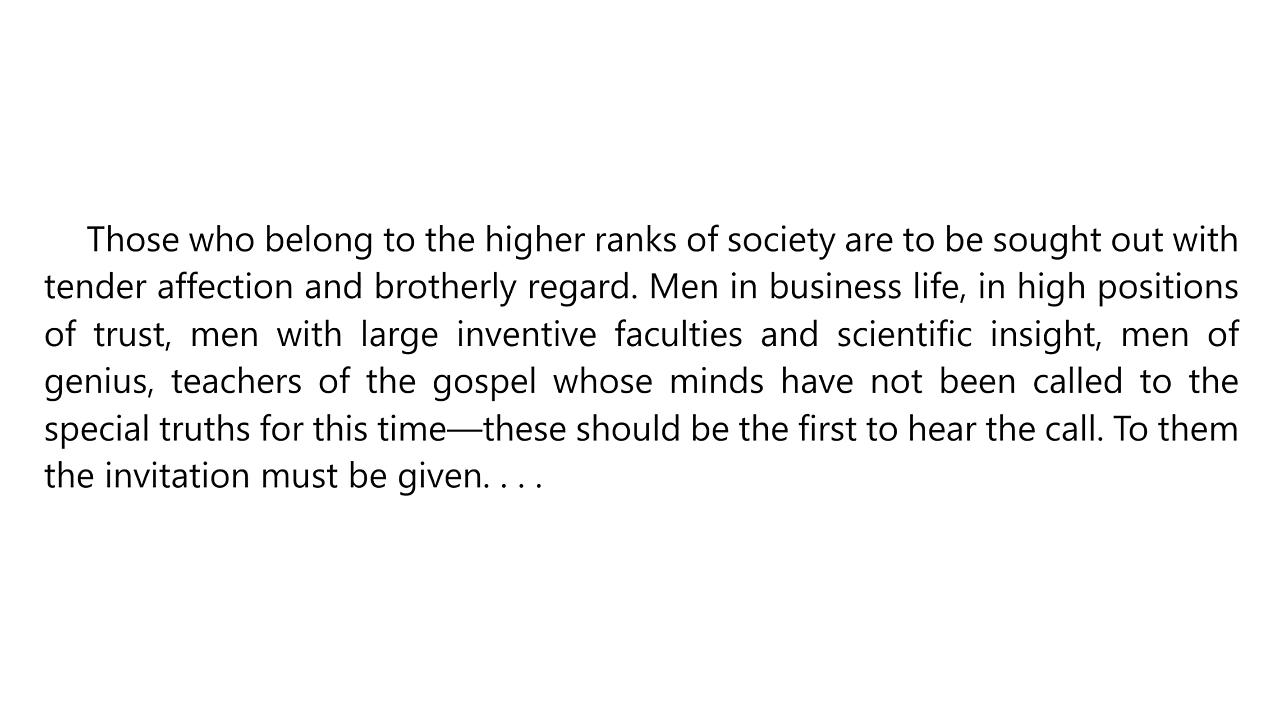 Those who belong to the higher ranks of society are to be sought out with
tender affection and brotherly regard. Men in business life, in high positions
of trust, men with large inventive faculties and scientific insight, men of
genius, teachers of the gospel whose minds have not been called to the
special truths for this time—these should be the first to hear the call. To them
the invitation must be given. . . .